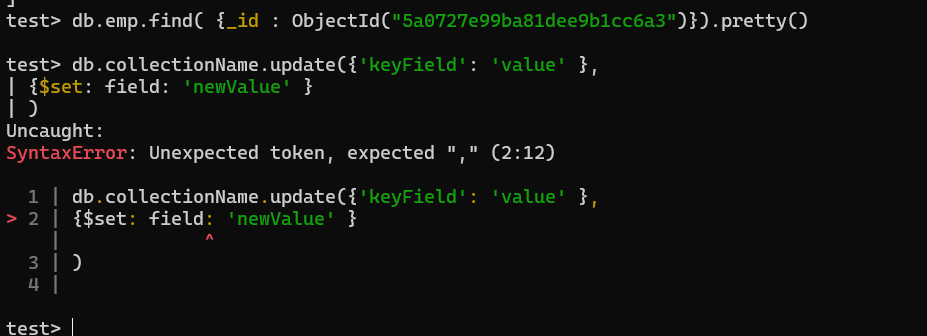 test> db.emp.find( {_id : ObjectId("5a0727e99ba81dee9b1cc6a3")}).pretty()
test> db.collectionName.update({'keyField': 'value' },
| {$set: field: 'newValue' }
| )
Uncaught:
SyntaxError: Unexpected token, expected "," (2:12)
1 | db.collectionName.update({'keyField': 'value' },
> 2 | {$set: field: 'newValue' }
| ^
3 | )
4 |
test>